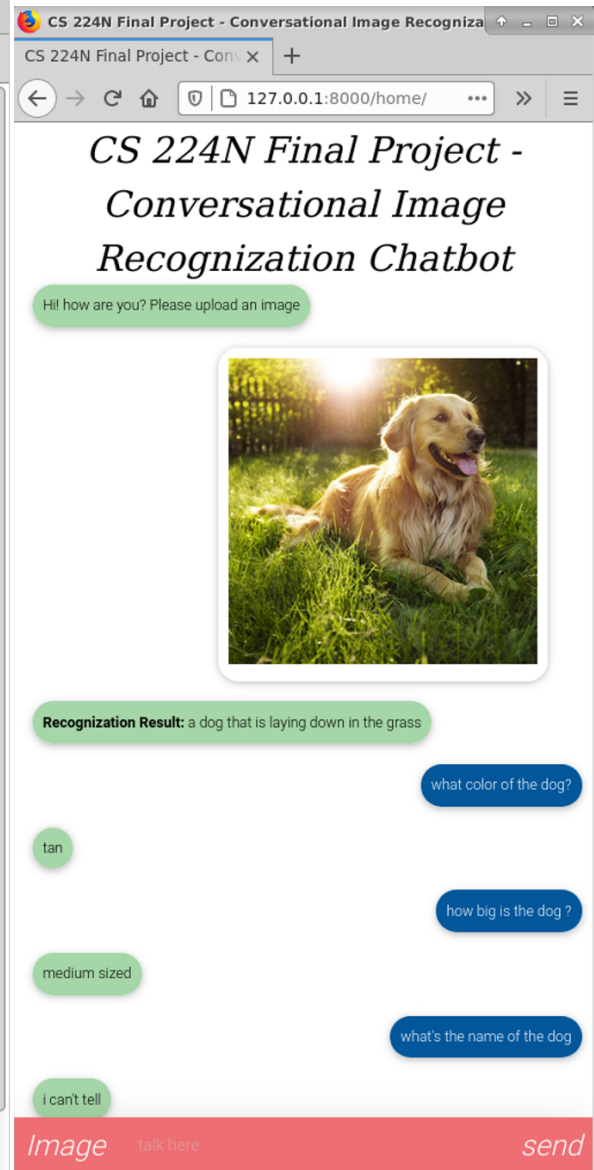 CS 224N Final Project - Conversational Image Recogniza
CS 224N Final Project - Con
127.0.0.1:8000/home/
CS 224N Final Project -
Conversational Image
Recognization Chatbot
Hi! how are you? Please upload an image
Recognization Result: a dog that is laying down in the grass
what color of the dog?
tan
how big is the dog ?
medium sized
what's the name of the dog
i can't tell
Image talk here send